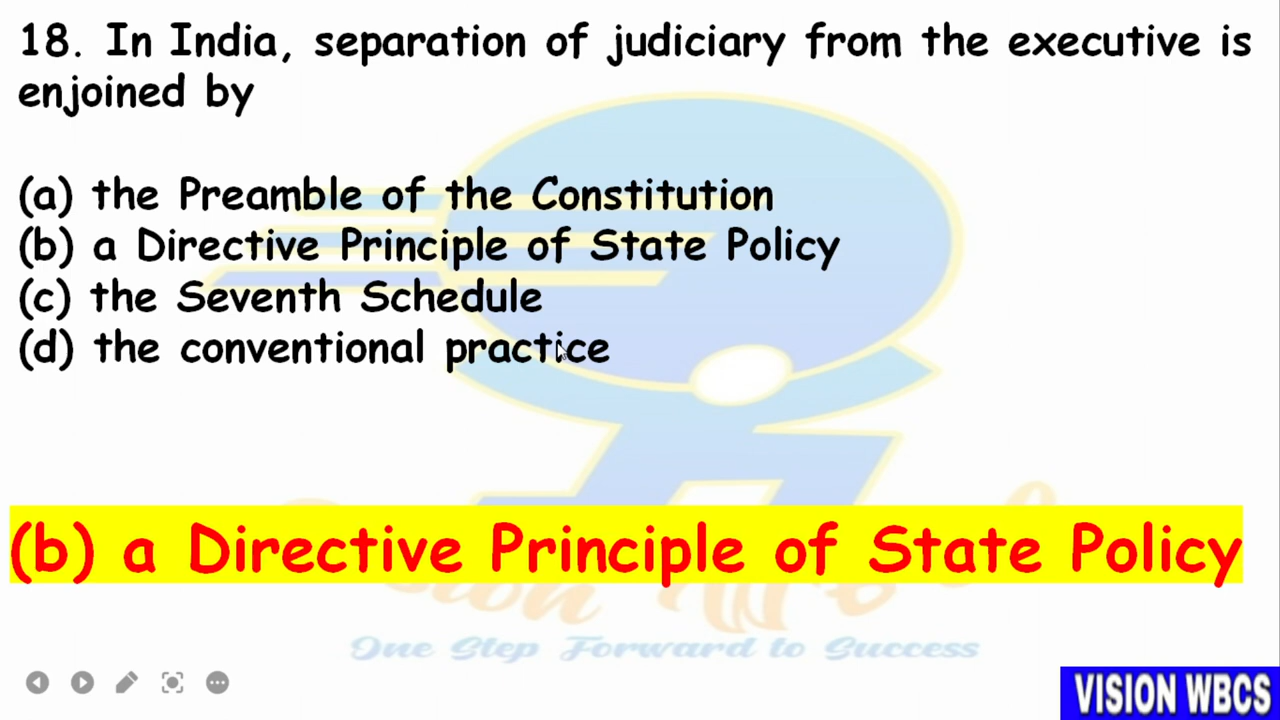 18. In India, separation of judiciary from the executive is
enjoined by
(a) the Preamble of the Constitution
(b) a Directive Principle of State Policy
(c) the Seventh Schedule
(d) the conventional practice
(b) a Directive Principle of State Policy
One Step Forward to Success
VISION WBCS